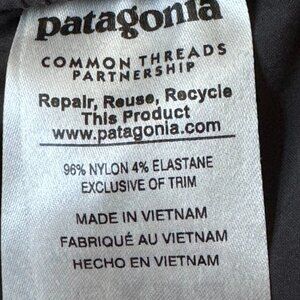 patagonia
COMMON THREADS
PARTNERSHIP
Repair, Reuse, Recycle
This Product
www.patagonia.com
96% NYLON 4% ELASTANE
EXCLUSIVE OF TRIM
MADE IN VIETNAM
FABRIQUÉ AU VIETNAM
HECHO EN VIETNAM